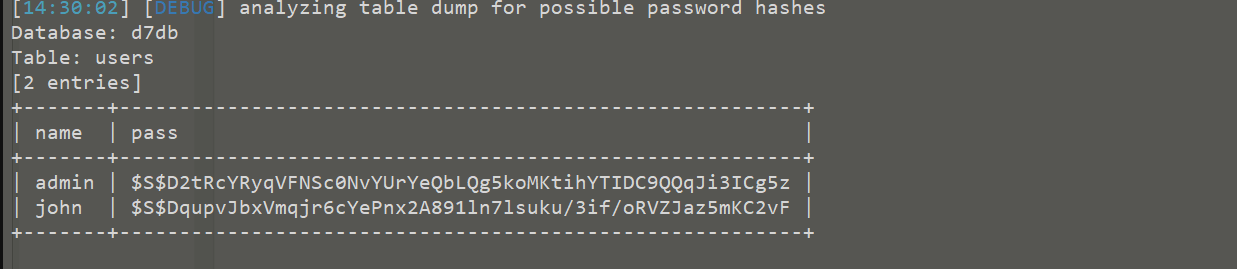 [14:30:02] [DEBUG] analyzing table dump for possible password hashes
Database: d7db
Table: users
[2 entries]
+-------+---------------------------------------------------------+
| name  | pass                                                    |
+-------+---------------------------------------------------------+
| admin | $S$D2tRcYRyqVFNSc0NvYUrYeQbLQg5koMKtihYTIDC9QQqJi3ICg5z |
| john  | $S$DqupvJbxVmqjr6cYePnx2A891ln7lsuku/3if/oRVZJaz5mKC2vF |
+-------+---------------------------------------------------------+